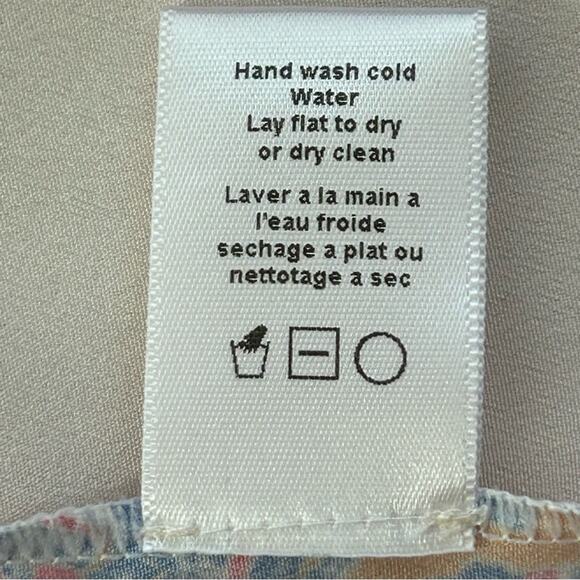 Hand wash cold
Water
Lay flat to dry
or dry clean
Laver a la main a
l'eau froide
sechage a plat ou
nettotage a sec